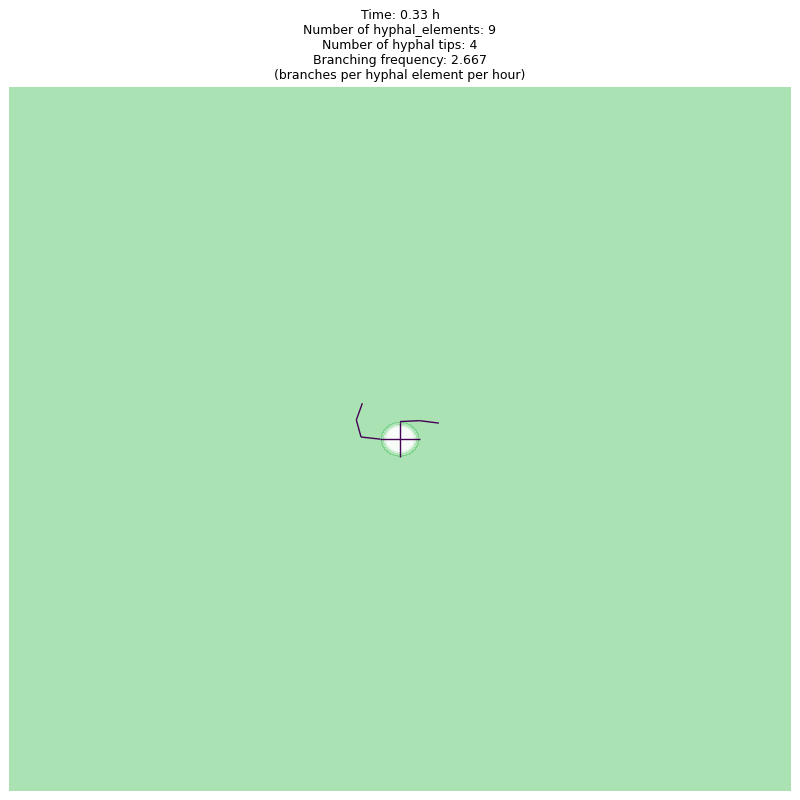 Time: 0.33 h
Number of hyphal_elements: 9
Number of hyphal tips: 4
Branching frequency: 2.667
(branches per hyphal element per hour)